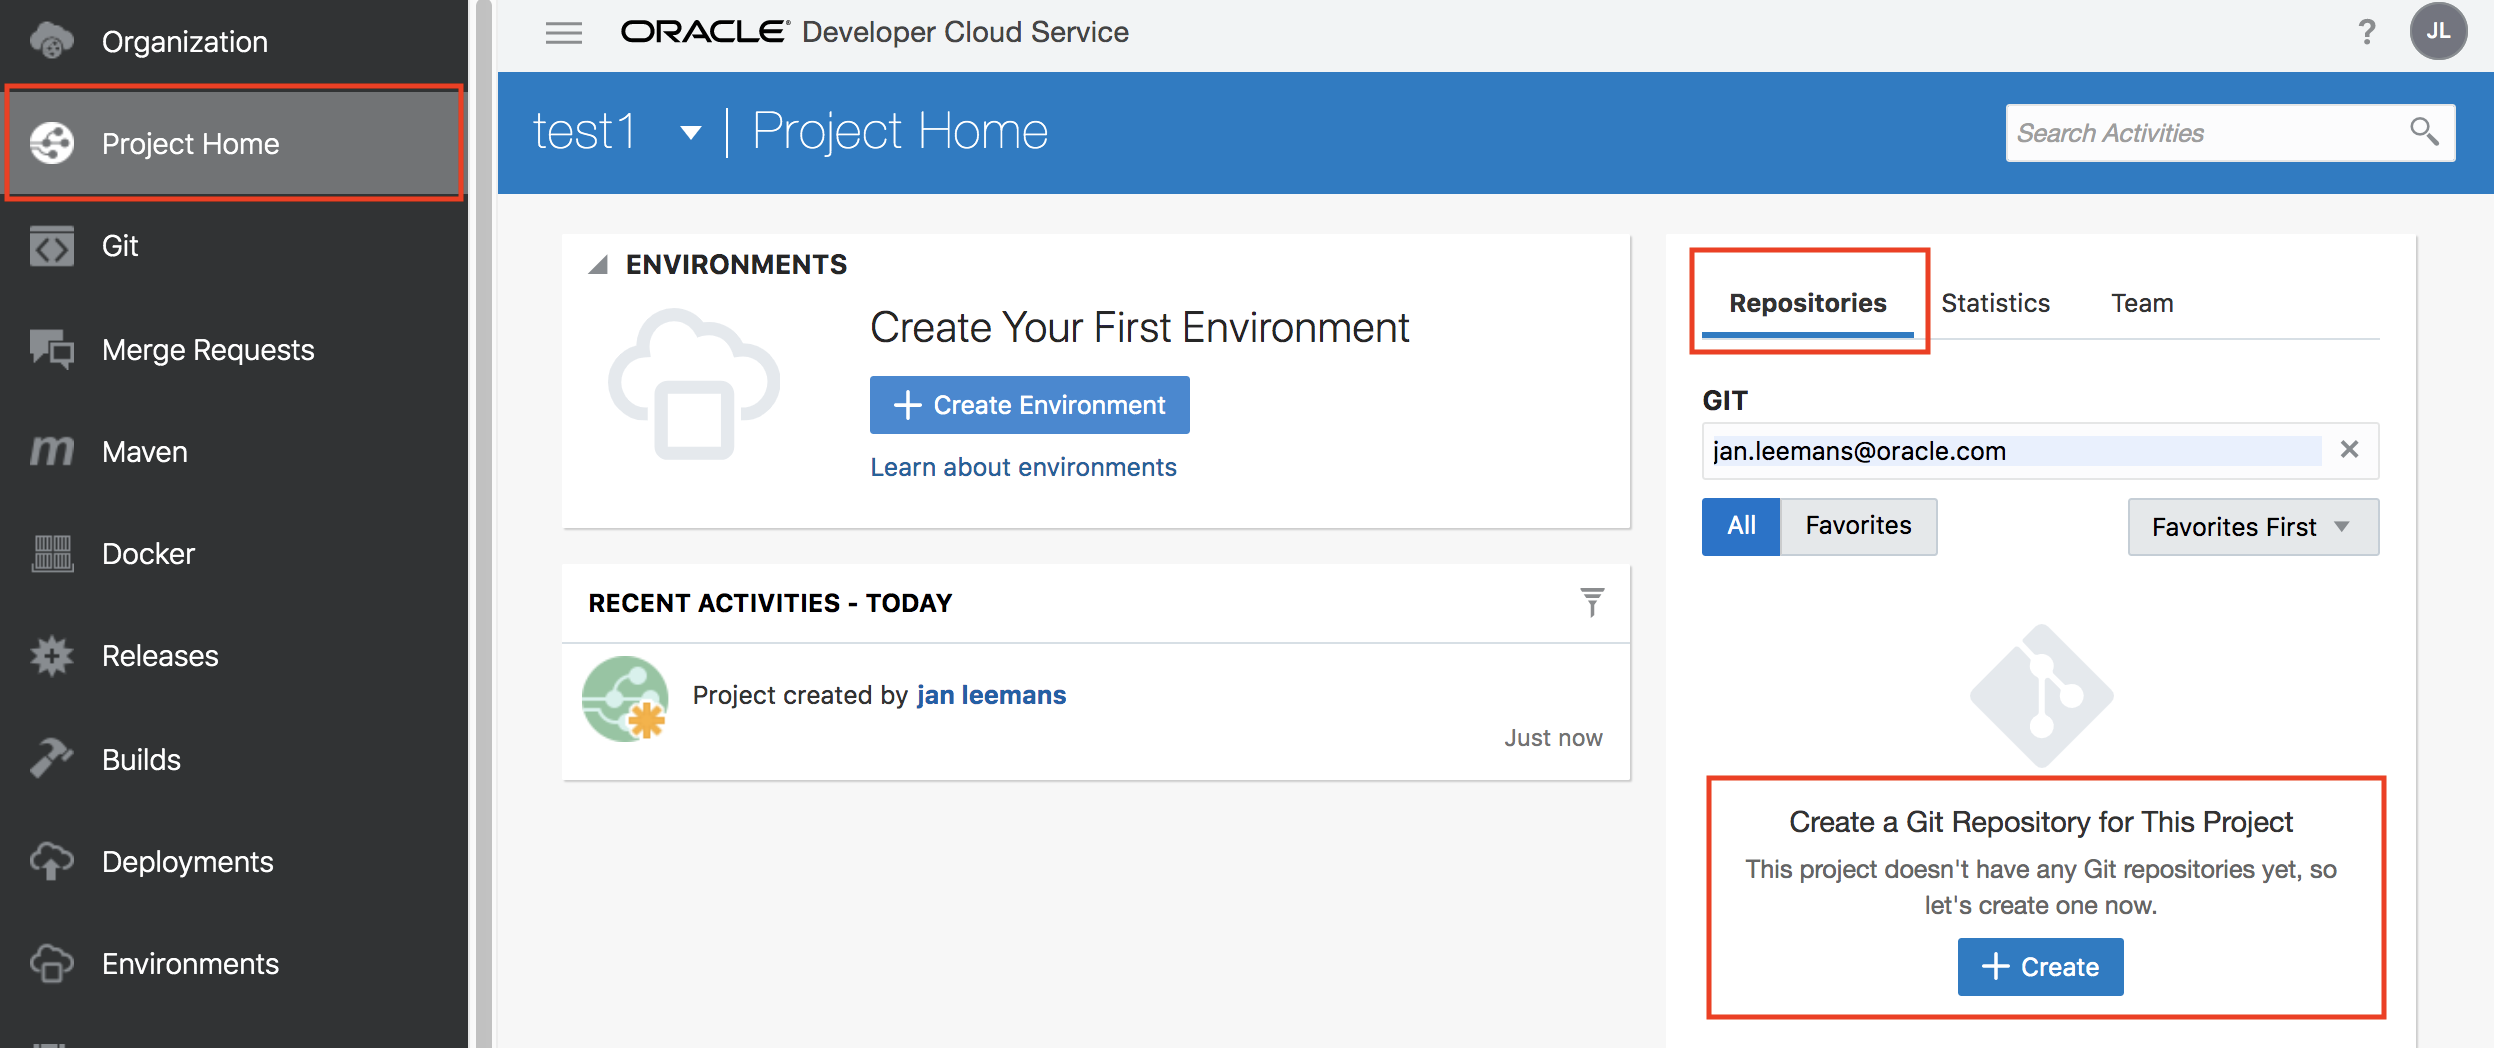 Organization
Project Home
Git
Merge Requests
Maven
Docker
Releases
Builds
Deployments
Environments
ORACLE® Developer Cloud Service
? JL
test1 | Project Home
Search Activities
ENVIRONMENTS
Create Your First Environment
+ Create Environment
Learn about environments
RECENT ACTIVITIES - TODAY
Project created by jan leemans
Just now
Repositories Statistics Team
GIT
jan.leemans@oracle.com
All Favorites Favorites First
Create a Git Repository for This Project
This project doesn't have any Git repositories yet, so
let's create one now.
+ Create